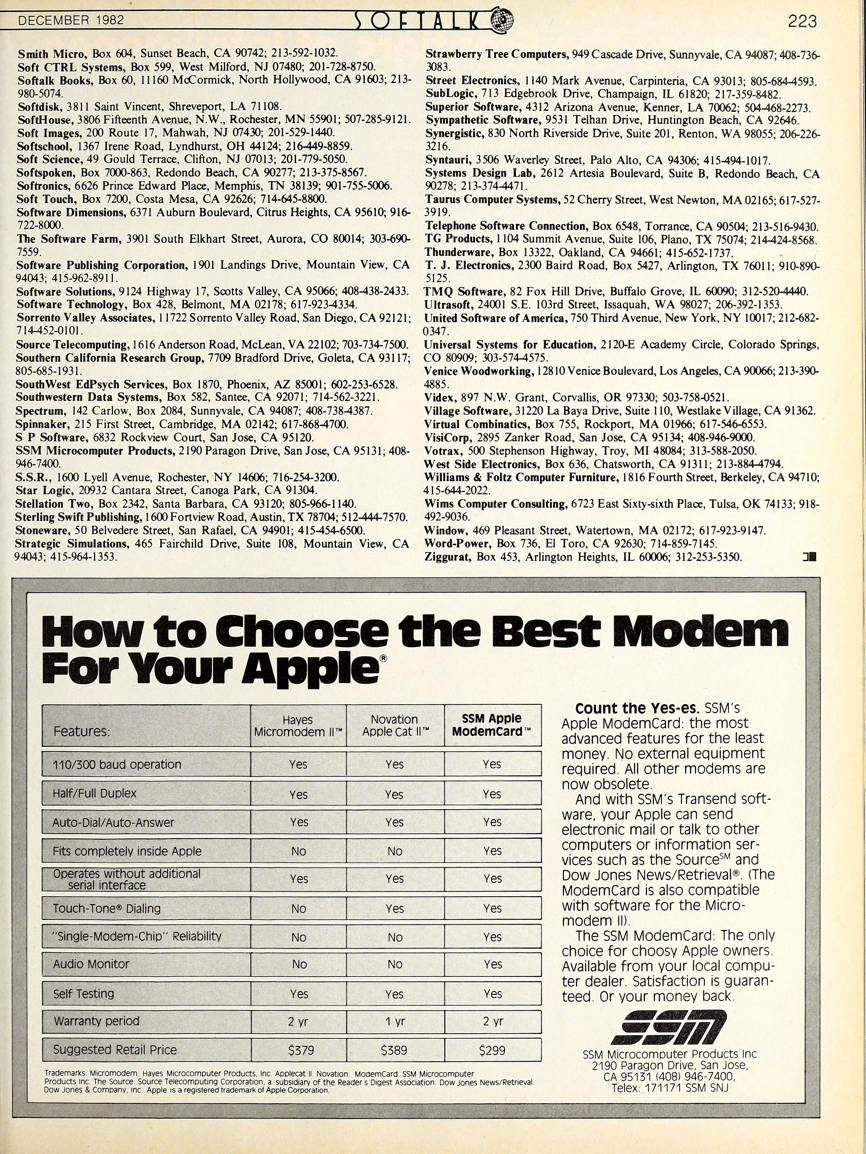 DECEMBER 1982
SOFTALK
223
Smith Micro, Box 604, Sunset Beach, CA 90742; 213-592-1032.
Soft CTRL Systems, Box 599, West Milford, NJ 07480; 201-728-8750.
Softalk Books, Box 60, 11160 McCormick, North Hollywood, CA 91603; 213-
980-5074.
Softdisk, 3811 Saint Vincent, Shreveport, LA 71108.
SoftHouse, 3806 Fifteenth Avenue, N.W., Rochester, MN 55901; 507-285-9121.
Soft Images, 200 Route 17, Mahwah, NJ 07430; 201-529-1440.
Softschool, 1367 Irene Road, Lyndhurst, OH 44124; 216-449-8859.
Soft Science, 49 Gould Terrace, Clifton, NJ 07013; 201-779-5050.
Softspoken, Box 7000-863, Redondo Beach, CA 90277; 213-375-8567.
Softronics, 6626 Prince Edward Place, Memphis, TN 38139; 901-755-5006.
Soft Touch, Box 7200, Costa Mesa, CA 92626; 714-645-8800.
Software Dimensions, 6371 Auburn Boulevard, Citrus Heights, CA 95610; 916-
722-8000.
The Software Farm, 3901 South Elkhart Street, Aurora, CO 80014; 303-690-
7559.
Software Publishing Corporation, 1901 Landings Drive, Mountain View, CA
94043; 415-962-8911.
Software Solutions, 9124 Highway 17, Scotts Valley, CA 95066; 408-438-2433.
Software Technology, Box 428, Belmont, MA 02178; 617-923-4334.
Sorrento Valley Associates, 11722 Sorrento Valley Road, San Diego, CA 92121;
714-452-0101.
Source Telecomputing, 1616 Anderson Road, McLean, VA 22102; 703-734-7500.
Southern California Research Group, 7709 Bradford Drive, Goleta, CA 93117;
805-685-1931.
SouthWest EdPsych Services, Box 1870, Phoenix, AZ 85001; 602-253-6528.
Southwestern Data Systems, Box 582, Santee, CA 92071; 714-562-3221.
Spectrum, 142 Carlow, Box 2084, Sunnyvale, CA 94087; 408-738-4387.
Spinnaker, 215 First Street, Cambridge, MA 02142; 617-868-4700.
S P Software, 6832 Rockview Court, San Jose, CA 95120.
SSM Microcomputer Products, 2190 Paragon Drive, San Jose, CA 95131; 408-
946-7400.
S.S.R., 1600 Lyell Avenue, Rochester, NY 14606; 716-254-3200.
Star Logic, 20932 Cantara Street, Canoga Park, CA 91304.
Stellation Two, Box 2342, Santa Barbara, CA 93120; 805-966-1140.
Sterling Swift Publishing, 1600 Fortview Road, Austin, TX 78704; 512-444-7570.
Stoneware, 50 Belvedere Street, San Rafael, CA 94901; 415-454-6500.
Strategic Simulations, 465 Fairchild Drive, Suite 108, Mountain View, CA
94043; 415-964-1353.
Strawberry Tree Computers, 949 Cascade Drive, Sunnyvale, CA 94087; 408-736-
3083.
Street Electronics, 1140 Mark Avenue, Carpinteria, CA 93013; 805-684-4593.
SubLogic, 713 Edgebrook Drive, Champaign, IL 61820; 217-359-8482.
Superior Software, 4312 Arizona Avenue, Kenner, LA 70062; 504-468-2273.
Sympathetic Software, 9531 Telhan Drive, Huntington Beach, CA 92646.
Synergistic, 830 North Riverside Drive, Suite 201, Renton, WA 98055; 206-226-
3216.
Syntauri, 3506 Waverley Street, Palo Alto, CA 94306; 415-494-1017.
Systems Design Lab, 2612 Artesia Boulevard, Suite B, Redondo Beach, CA
90278; 213-374-4471.
Taurus Computer Systems, 52 Cherry Street, West Newton, MA 02165; 617-527-
3919.
Telephone Software Connection, Box 6548, Torrance, CA 90504; 213-516-9430.
TG Products, 1104 Summit Avenue, Suite 106, Plano, TX 75074; 214-424-8568.
Thunderware, Box 13322, Oakland, CA 94661; 415-652-1737.
T. J. Electronics, 2300 Baird Road, Box 5427, Arlington, TX 76011; 910-890-
5125.
TMQ Software, 82 Fox Hill Drive, Buffalo Grove, IL 60090; 312-520-4440.
Ultrasoft, 24001 S.E. 103rd Street, Issaquah, WA 98027; 206-392-1353.
United Software of America, 750 Third Avenue, New York, NY 10017; 212-682-
0347.
Universal Systems for Education, 2120-E Academy Circle, Colorado Springs,
CO 80909; 303-574-4575.
Venice Woodworking, 12810 Venice Boulevard, Los Angeles, CA 90066; 213-390-
4885.
Videx, 897 N.W. Grant, Corvallis, OR 97330; 503-758-0521.
Village Software, 31220 La Baya Drive, Suite 110, Westlake Village, CA 91362.
Virtual Combinatics, Box 755, Rockport, MA 01966; 617-546-6553.
VisiCorp, 2895 Zanker Road, San Jose, CA 95134; 408-946-9000.
Votrax, 500 Stephenson Highway, Troy, MI 48084; 313-588-2050.
West Side Electronics, Box 636, Chatsworth, CA 91311; 213-884-4794.
Williams & Foltz Computer Furniture, 1816 Fourth Street, Berkeley, CA 94710;
415-644-2022.
Wims Computer Consulting, 6723 East Sixty-sixth Place, Tulsa, OK 74133; 918-
492-9036.
Window, 469 Pleasant Street, Watertown, MA 02172; 617-923-9147.
Word-Power, Box 736, El Toro, CA 92630; 714-859-7145.
Ziggurat, Box 453, Arlington Heights, IL 60006; 312-253-5350.
How to Choose the Best Modem
For Your Apple®
Features: Hayes Micromodem II™ Novation Apple Cat II™ SSM Apple ModemCard™
110/300 baud operation Yes Yes Yes
Half/Full Duplex Yes Yes Yes
Auto-Dial/Auto-Answer Yes Yes Yes
Fits completely inside Apple No No Yes
Operates without additional serial interface Yes Yes Yes
Touch-Tone® Dialing No Yes Yes
"Single-Modem-Chip" Reliability No No Yes
Audio Monitor No No Yes
Self Testing Yes Yes Yes
Warranty period 2 yr 1 yr 2 yr
Suggested Retail Price $379 $389 $299
Trademarks: Micromodem: Hayes Microcomputer Products, Inc. Applecat II: Novation. ModemCard: SSM Microcomputer
Products Inc. The Source: Source Telecomputing Corporation, a subsidiary of the Reader's Digest Association. Dow Jones News/Retrieval:
Dow Jones & Company, Inc. Apple is a registered trademark of Apple Corporation.
Count the Yes-es. SSM's
Apple ModemCard: the most
advanced features for the least
money. No external equipment
required. All other modems are
now obsolete.
And with SSM's Transend soft-
ware, your Apple can send
electronic mail or talk to other
computers or information ser-
vices such as the Source℠ and
Dow Jones News/Retrieval®. (The
ModemCard is also compatible
with software for the Micro-
modem II).
The SSM ModemCard: The only
choice for choosy Apple owners.
Available from your local compu-
ter dealer. Satisfaction is guaran-
teed. Or your money back.
SSM
SSM Microcomputer Products Inc.
2190 Paragon Drive, San Jose,
CA 95131 (408) 946-7400,
Telex: 171171 SSM SNJ